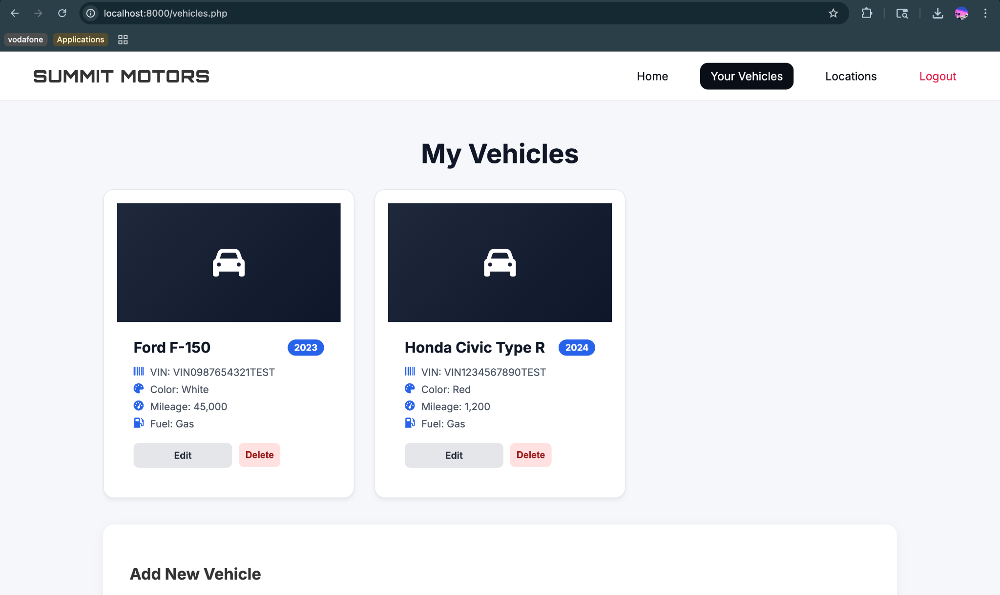 localhost:8000/vehicles.php
vodafone Applications
SUMMIT MOTORS Home Your Vehicles Locations Logout
My Vehicles
Ford F-150 2023
VIN: VIN0987654321TEST
Color: White
Mileage: 45,000
Fuel: Gas
Edit Delete
Honda Civic Type R 2024
VIN: VIN1234567890TEST
Color: Red
Mileage: 1,200
Fuel: Gas
Edit Delete
Add New Vehicle